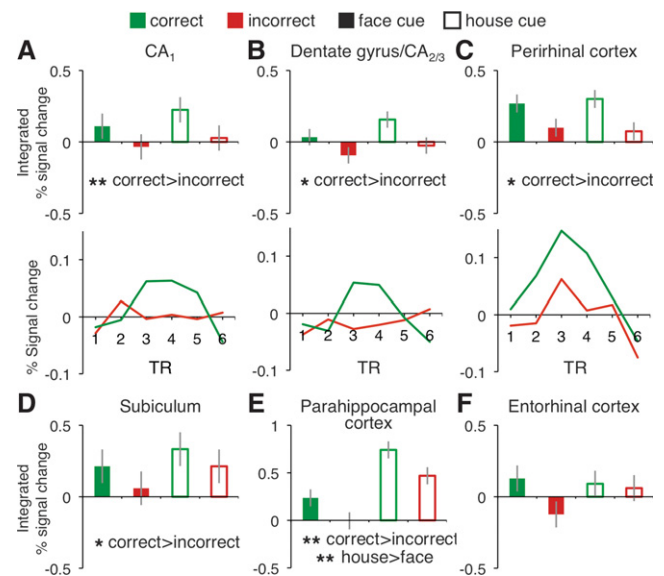 correct incorrect face cue house cue
A CA1 B Dentate gyrus/CA2/3 C Perirhinal cortex
Integrated
% signal change
0.5 0.5 0.5
0 0 0
** correct>incorrect * correct>incorrect * correct>incorrect
-0.5 -0.5 -0.5
% Signal change
0.1 0.1 0.1
0 0 0
1 2 3 4 5 6 1 2 3 4 5 6 1 2 3 4 5 6
TR TR TR
-0.1 -0.1 -0.1
D Subiculum E Parahippocampal F Entorhinal cortex
cortex
Integrated
% signal change
0.5 1 0.5
0.5
0 0 0
* correct>incorrect ** correct>incorrect
** house>face
-0.5 -0.5 -0.5